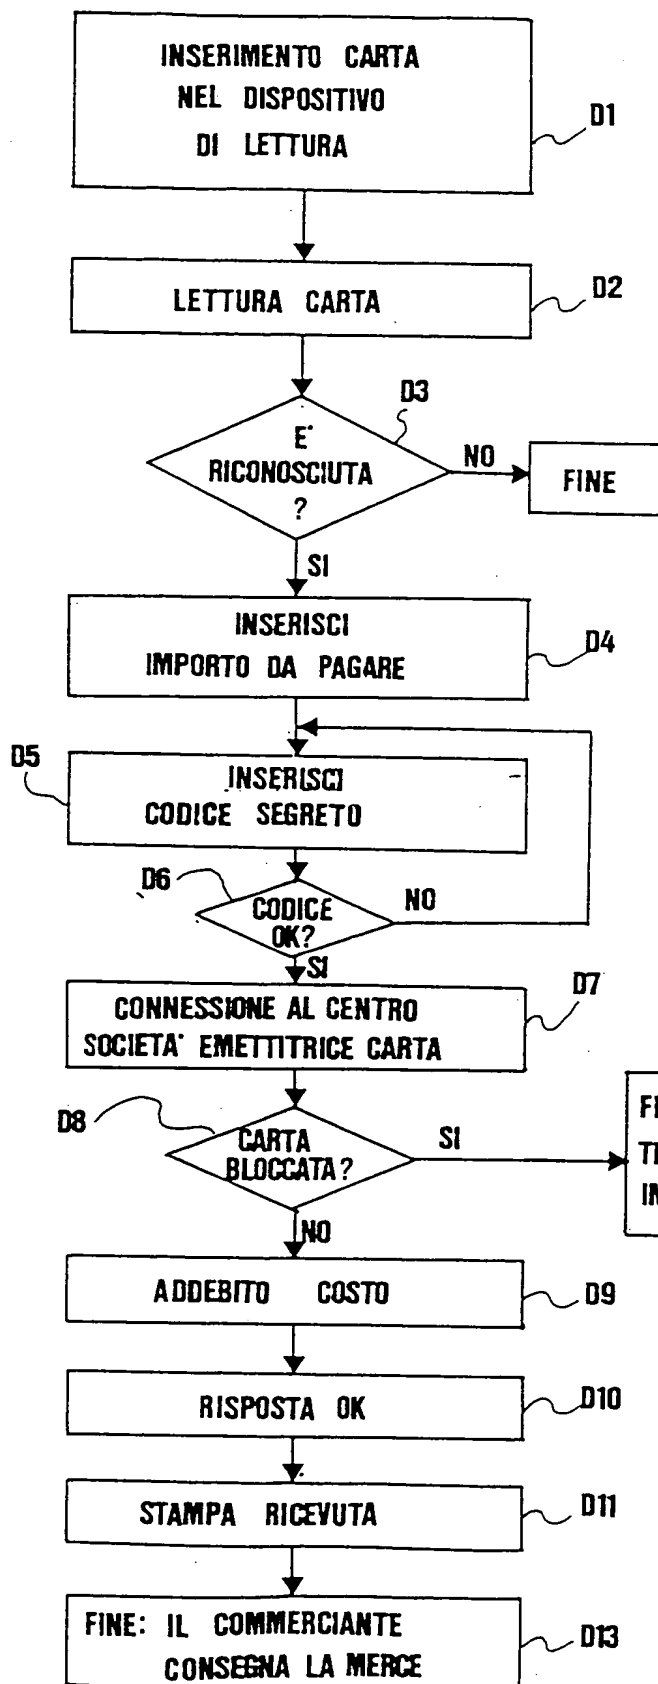 INSERIMENTO CARTA
NEL DISPOSITIVO
DI LETTURA
D1
LETTURA CARTA
D2
D3
E'
RICONOSCIUTA
?
NO
FINE
SI
INSERISCI
IMPORTO DA PAGARE
D4
D5
INSERISCI
CODICE SEGRETO
D6
CODICE
OK?
NO
SI
CONNESSIONE AL CENTRO
SOCIETA' EMETTITRICE CARTA
D7
D8
CARTA
BLOCCATA?
SI
NO
ADDEBITO COSTO
D9
RISPOSTA OK
D10
STAMPA RICEVUTA
D11
FINE: IL COMMERCIANTE
CONSEGNA LA MERCE
D13